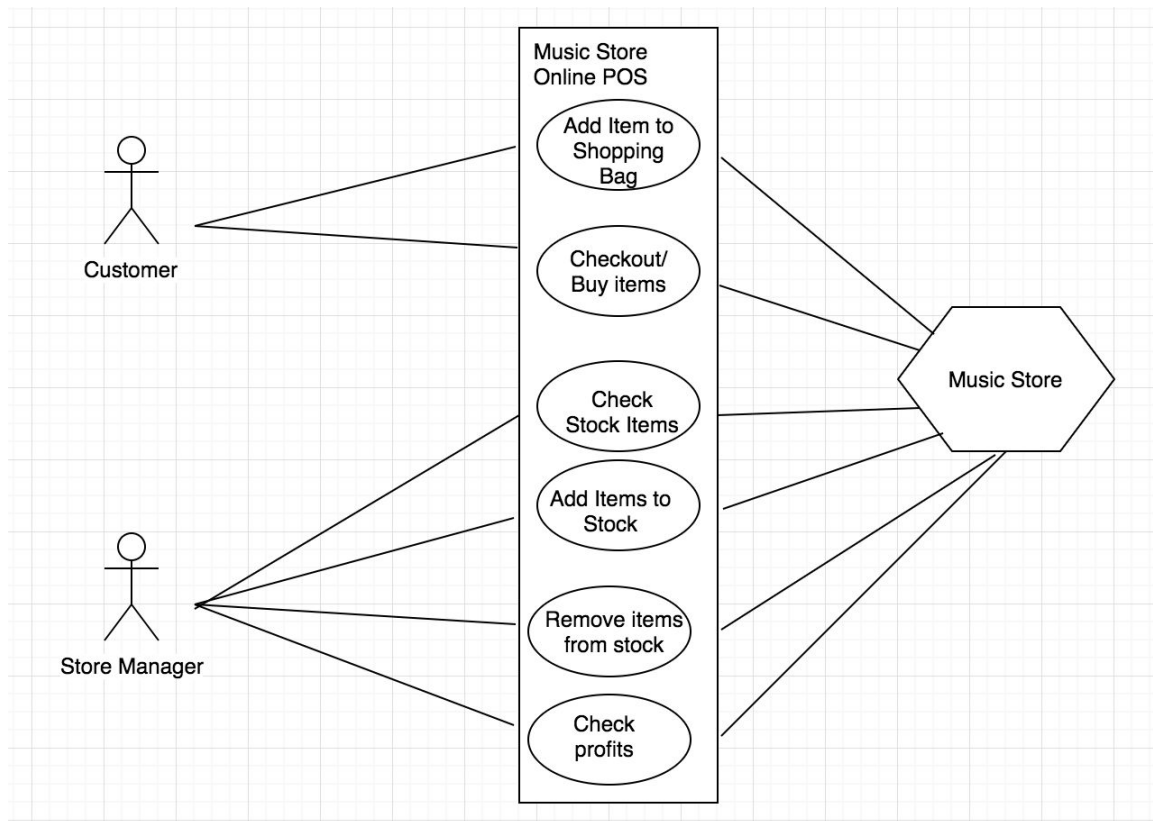 Music Store
Online POS
Add Item to
Shopping
Bag
Customer
Checkout/
Buy items
Music Store
Check
Stock Items
Add Items to
Stock
Store Manager
Remove items
from stock
Check
profits